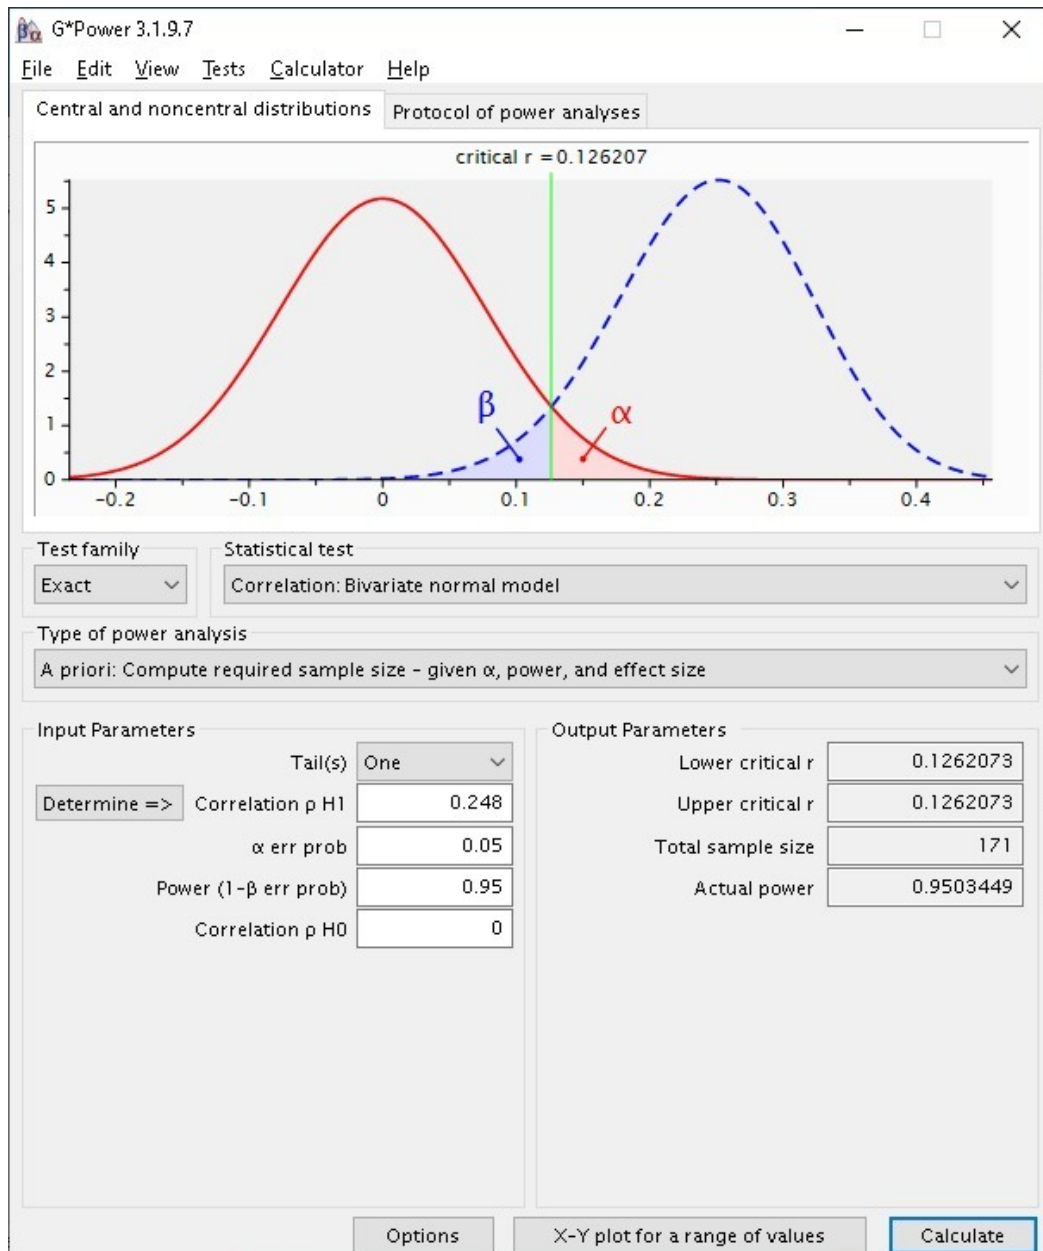 G*Power 3.1.9.7
File Edit View Tests Calculator Help
Central and noncentral distributions Protocol of power analyses
critical r = 0.126207
5
4
3
2
1
0
β α
-0.2 -0.1 0 0.1 0.2 0.3 0.4
Test family Statistical test
Exact Correlation: Bivariate normal model
Type of power analysis
A priori: Compute required sample size – given α, power, and effect size
Input Parameters Output Parameters
Tail(s) One Lower critical r 0.1262073
Determine => Correlation ρ H1 0.248 Upper critical r 0.1262073
α err prob 0.05 Total sample size 171
Power (1-β err prob) 0.95 Actual power 0.9503449
Correlation ρ H0 0
Options X-Y plot for a range of values Calculate